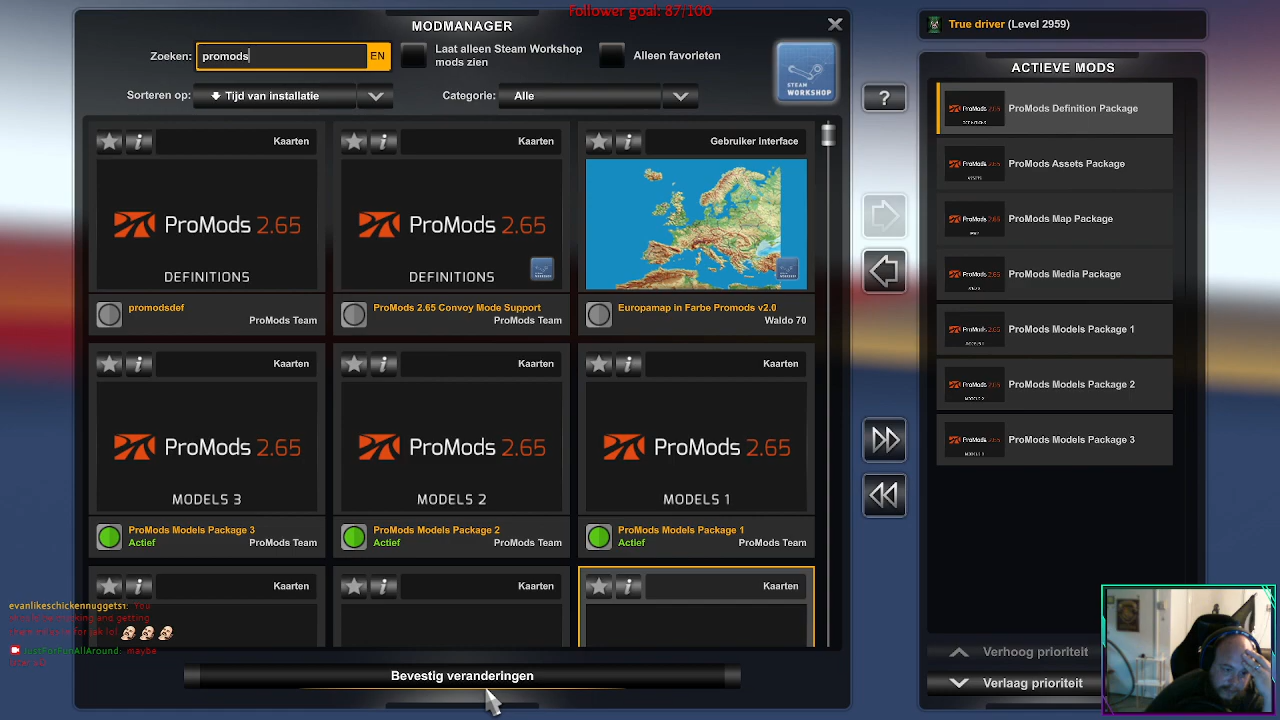 Follower goal: 87/100
MODMANAGER
Zoeken: promods EN
Laat alleen Steam Workshop
mods zien
Alleen favorieten
STEAM
WORKSHOP
Sorteren op: Tijd van installatie
Categorie: Alle
Kaarten
ProMods 2.65
DEFINITIONS
promodsdef
ProMods Team
Kaarten
ProMods 2.65
DEFINITIONS
ProMods 2.65 Convoy Mode Support
ProMods Team
Gebruiker interface
Europamap in Farbe Promods v2.0
Waldo 70
Kaarten
ProMods 2.65
MODELS 3
ProMods Models Package 3
Actief ProMods Team
Kaarten
ProMods 2.65
MODELS 2
ProMods Models Package 2
Actief ProMods Team
Kaarten
ProMods 2.65
MODELS 1
ProMods Models Package 1
Actief ProMods Team
Kaarten
Kaarten
Kaarten
evanlikeschickennuggets1: You
JustForFunAllAround: maybe
Bevestig veranderingen
?
True driver (Level 2959)
ACTIEVE MODS
ProMods Definition Package
ProMods Assets Package
ProMods Map Package
ProMods Media Package
ProMods Models Package 1
ProMods Models Package 2
ProMods Models Package 3
Verhoog prioriteit
Verlaag prioriteit